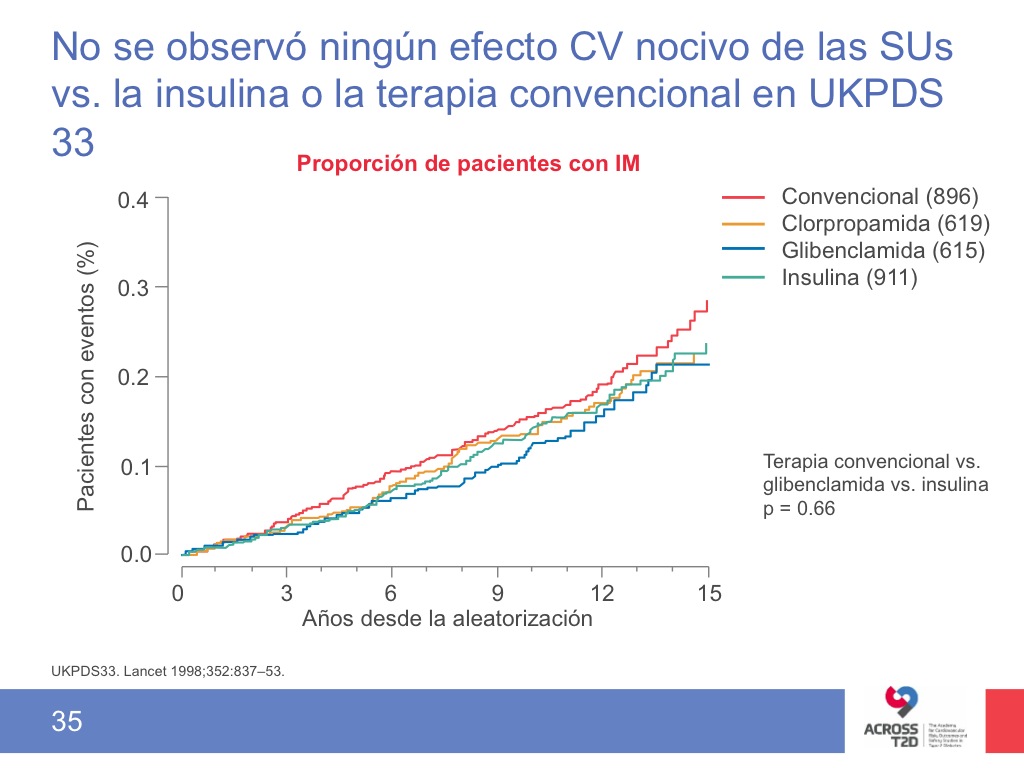 No se observó ningún efecto CV nocivo de las SUs
vs. la insulina o la terapia convencional en UKPDS
33
Proporción de pacientes con IM
Pacientes con eventos (%)
0.4
0.3
0.2
0.1
0.0
0 3 6 9 12 15
Años desde la aleatorización
Convencional (896)
Clorpropamida (619)
Glibenclamida (615)
Insulina (911)
Terapia convencional vs.
glibenclamida vs. insulina
p = 0.66
UKPDS33. Lancet 1998;352:837–53.
35
ACROSS
T2D
The Academy
for Cardiovascular
Risk, Outcomes and
Safety Studies in
Type 2 Diabetes